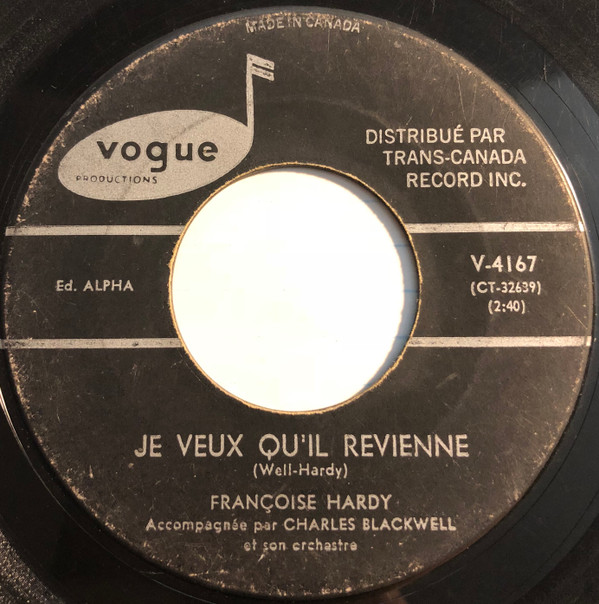 MADE IN CANADA
vogue
PRODUCTIONS
DISTRIBUÉ PAR
TRANS-CANADA
RECORD INC.
Ed. ALPHA
V-4167
(CT-32639)
(2:40)
JE VEUX QU'IL REVIENNE
(Well-Hardy)
FRANÇOISE HARDY
Accompagnée par CHARLES BLACKWELL
et son orchestre